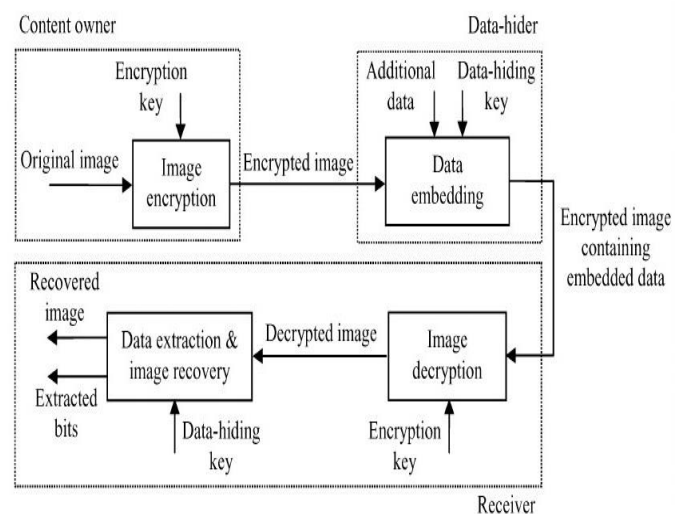 Content owner
Data-hider
Encryption
key
Additional
data
Data-hiding
key
Original image
Image
encryption
Encrypted image
Data
embedding
Encrypted image
containing
embedded data
Recovered
image
Extracted
bits
Data extraction &
image recovery
Decrypted image
Image
decryption
Data-hiding
key
Encryption
key
Receiver